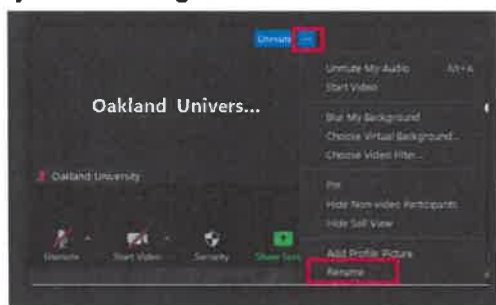 Unmute ...
Unmute My Audio Alt+A
Start Video
Oakland Univers...
Blur My Background
Choose Virtual Background...
Choose Video Filter...
Oakland University
Pin
Hide Non-video Participants
Hide Self View
Unmute Start Video Security Share Scre
Add Profile Picture
Rename